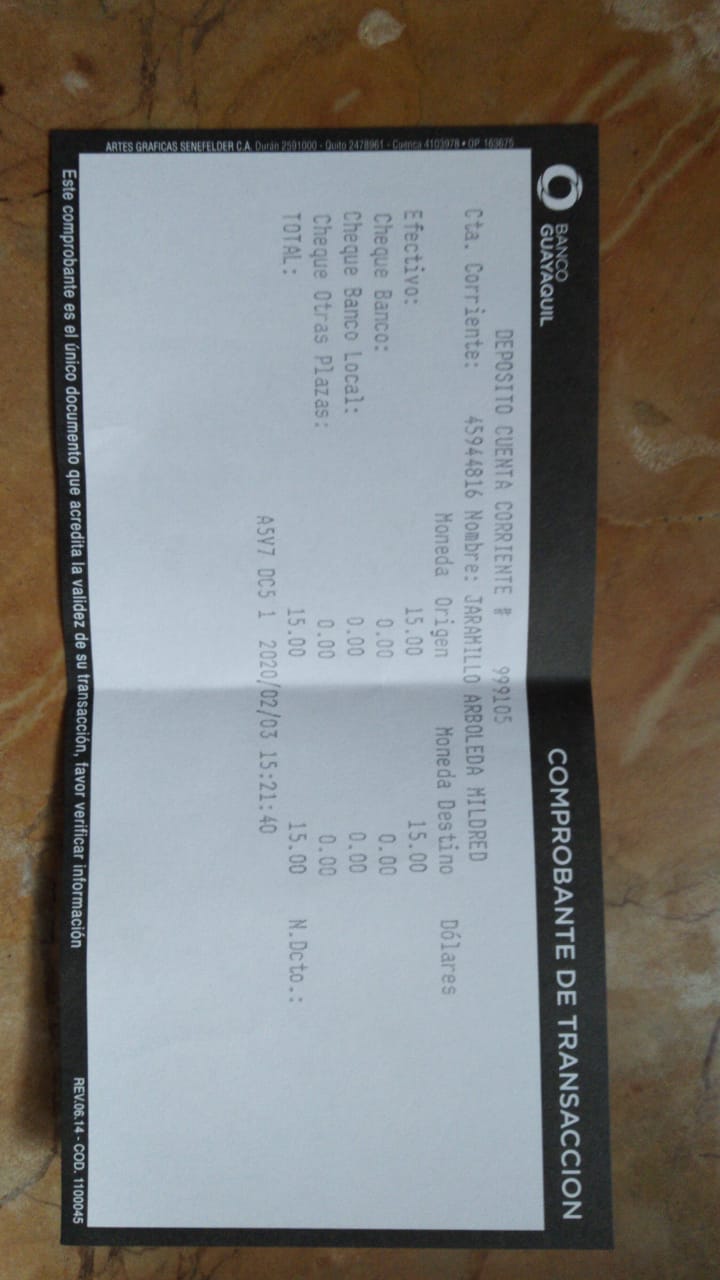 BANCO
GUAYAQUIL
COMPROBANTE DE TRANSACCION
DEPOSITO CUENTA CORRIENTE # 999105
Cta. Corriente: 45944816 Nombre: JARAMILLO ARBOLEDA MILDRED
Moneda Origen Moneda Destino Dólares
Efectivo: 15.00 15.00
Cheque Banco: 0.00 0.00
Cheque Banco Local: 0.00 0.00
Cheque Otras Plazas: 0.00 0.00
TOTAL: 15.00 15.00 N.Dcto.:
A5V7 DC5 1 2020/02/03 15:21:40
ARTES GRAFICAS SENEFELDER C.A. Durán 2591000 - Quito 2478961 - Cuenca 4103978 • OP.
Este comprobante es el único documento que acredita la validez de su transacción, favor verificar información
REV.06.14 - COD. 1100045